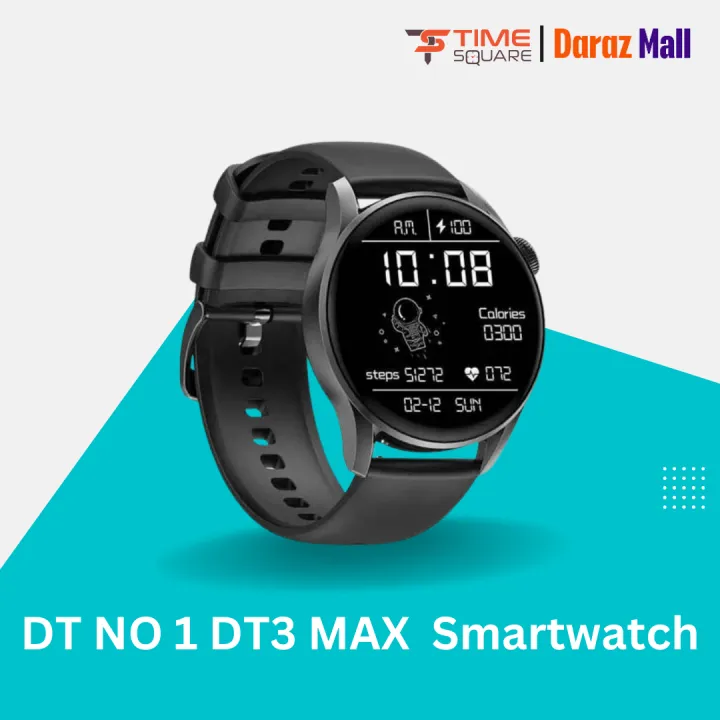 TS TIME SQUARE | Daraz Mall
A.M. 100
10:08
Calories
0300
steps 51272 072
02-12 SUN
DT NO 1 DT3 MAX Smartwatch